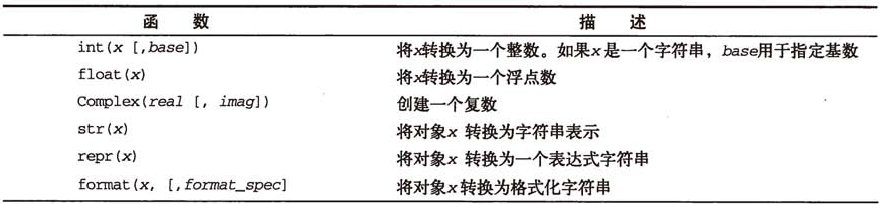 函 数 描 述
int(x [,base]) 将x转换为一个整数。如果x是一个字符串，base用于指定基数
float(x) 将x转换为一个浮点数
Complex(real [, imag]) 创建一个复数
str(x) 将对象x 转换为字符串表示
repr(x) 将对象x 转换为一个表达式字符串
format(x, [,format_spec] 将对象x转换为格式化字符串